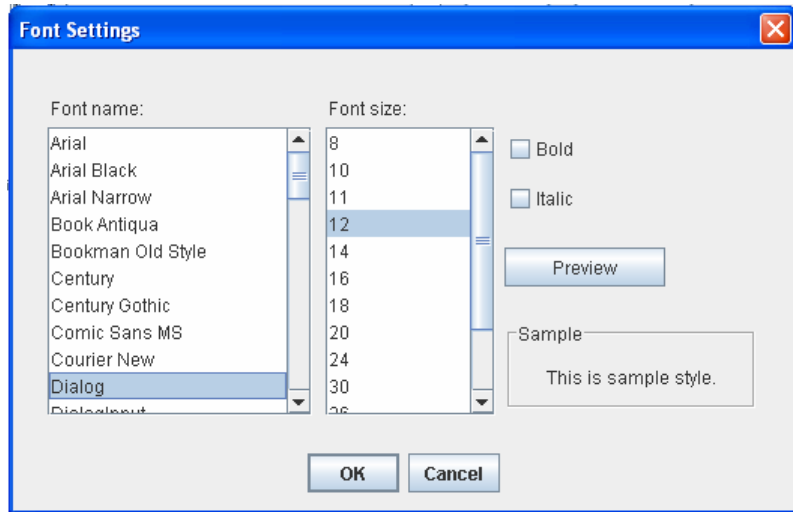 Font Settings
Font name:
Arial
Arial Black
Arial Narrow
Book Antiqua
Bookman Old Style
Century
Century Gothic
Comic Sans MS
Courier New
Dialog
Font size:
8
10
11
12
14
16
18
20
24
30
Bold
Italic
Preview
Sample
This is sample style.
OK
Cancel